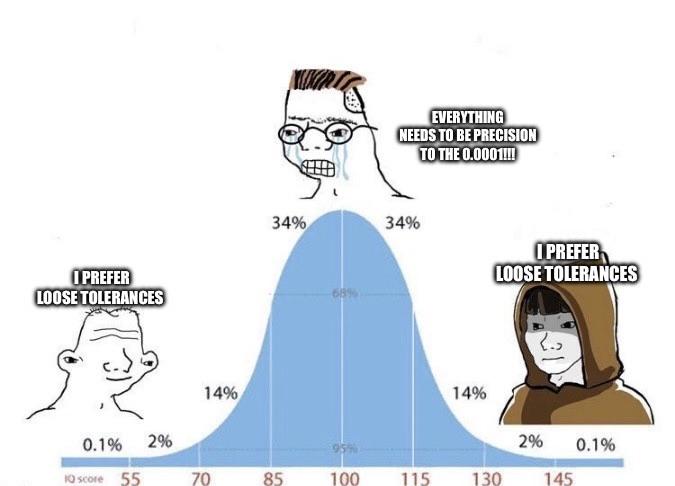 EVERYTHING
NEEDS TO BE PRECISION
TO THE 0.0001!!!
34% 34%
I PREFER
LOOSE TOLERANCES
I PREFER
LOOSE TOLERANCES
68%
14% 14%
0.1% 2% 95% 2% 0.1%
IQ score 55 70 85 100 115 130 145